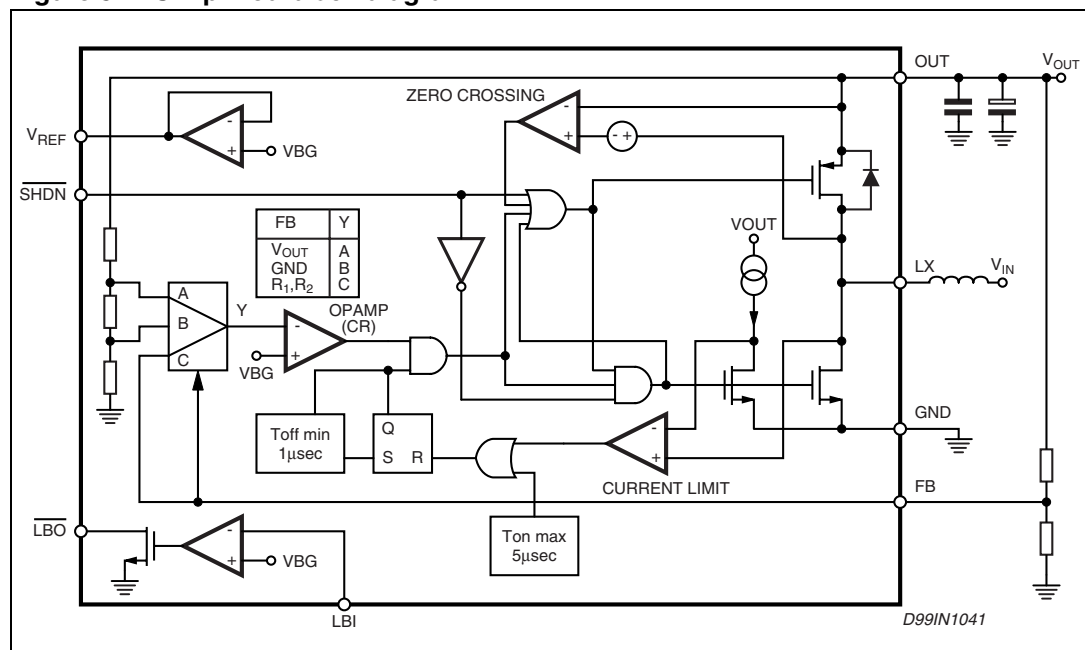 OUT
VOUT
ZERO CROSSING
-
+
- +
VREF
-
+
VBG
SHDN
FB Y
VOUT A
GND B
R1,R2 C
VOUT
LX
VIN
A
B
C
Y
OPAMP
(CR)
-
+
VBG
GND
Toff min
1µsec
Q
S R
-
+
CURRENT LIMIT
FB
Ton max
5µsec
LBO
-
+
VBG
LBI
D99IN1041